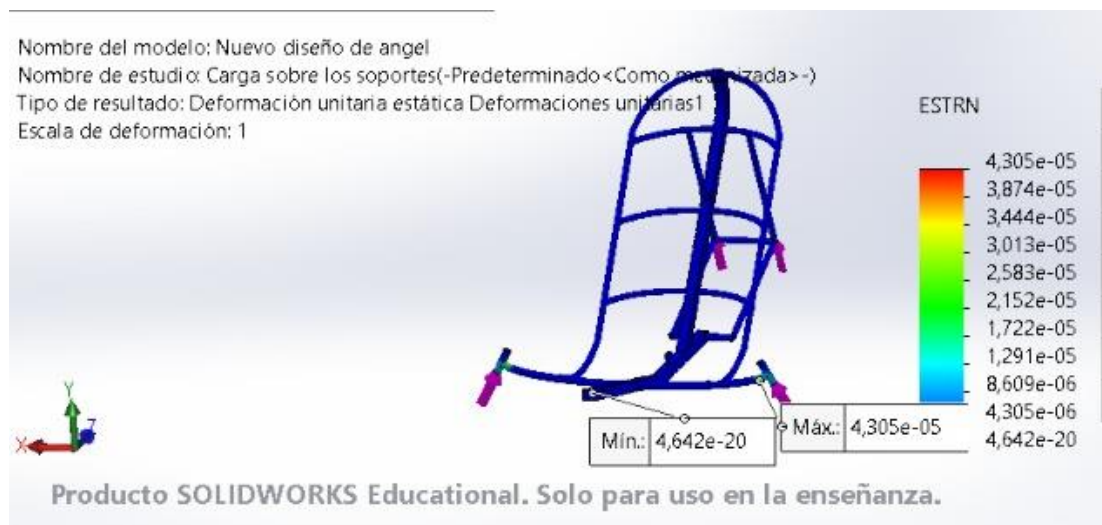 Nombre del modelo: Nuevo diseño de angel
Nombre de estudio: Carga sobre los soportes(-Predeterminado<Como mecanizada>-)
Tipo de resultado: Deformación unitaria estática Deformaciones unitarias1
Escala de deformación: 1
ESTRN
4,305e-05
3,874e-05
3,444e-05
3,013e-05
2,583e-05
2,152e-05
1,722e-05
1,291e-05
8,609e-06
4,305e-06
4,642e-20
Mín.: 4,642e-20
Máx.: 4,305e-05
Y
X
Z
Producto SOLIDWORKS Educational. Solo para uso en la enseñanza.